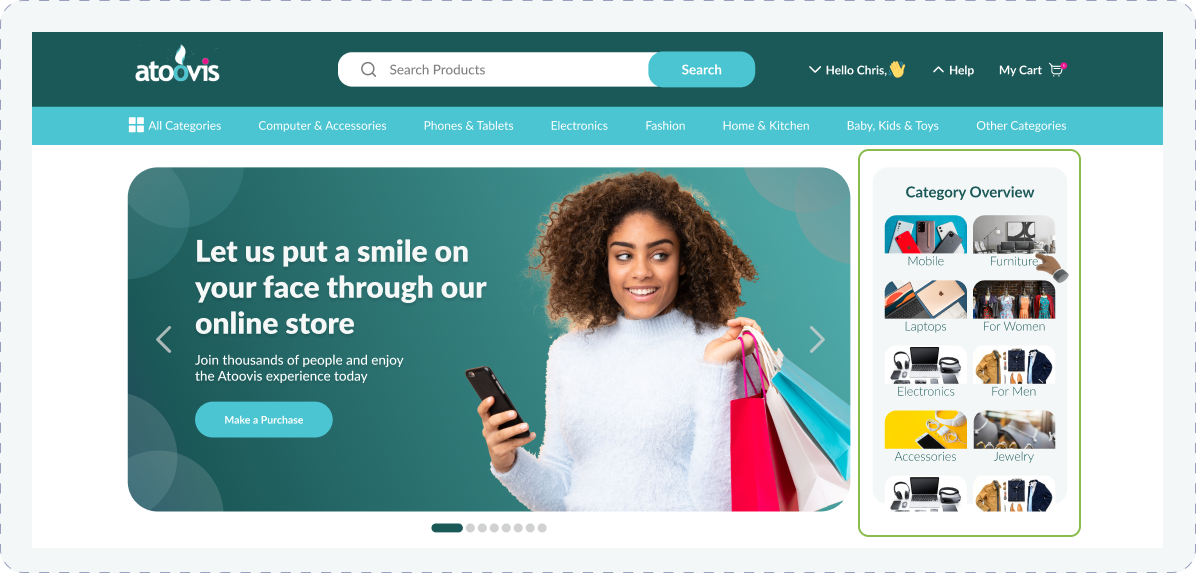 atoovis
Search Products
Search
Hello Chris,
Help
My Cart
All Categories
Computer & Accessories
Phones & Tablets
Electronics
Fashion
Home & Kitchen
Baby, Kids & Toys
Other Categories
Let us put a smile on
your face through our
online store
Join thousands of people and enjoy
the Atoovis experience today
Make a Purchase
Category Overview
Mobile
Furniture
Laptops
For Women
Electronics
For Men
Accessories
Jewelry